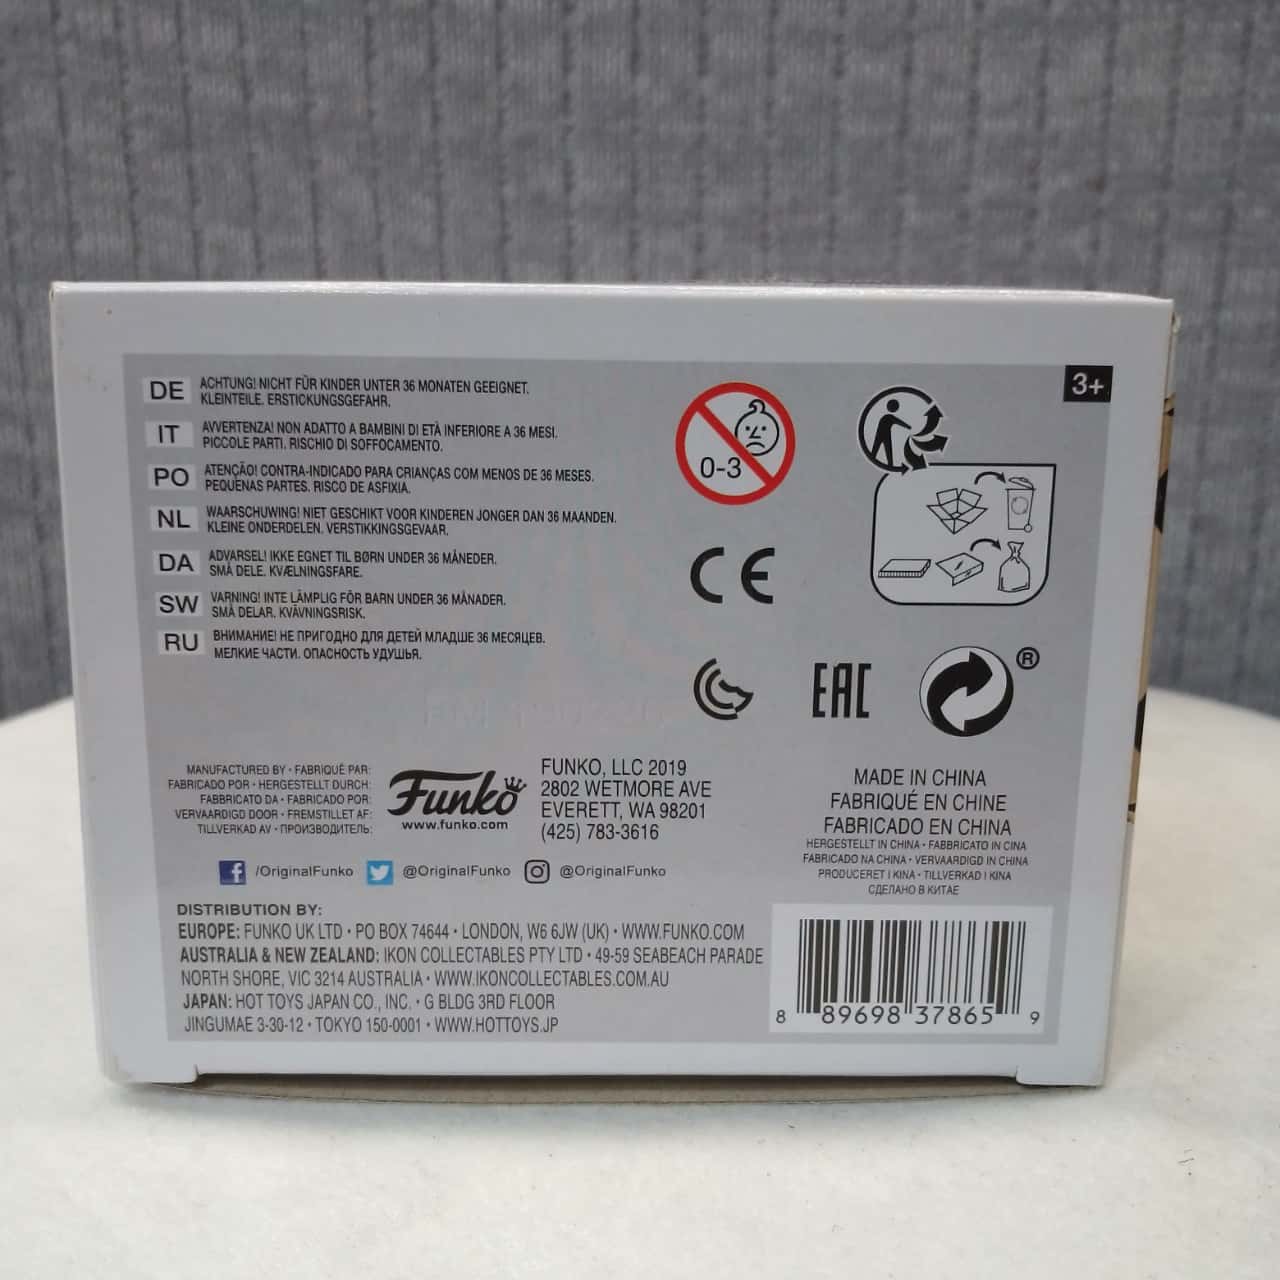 DE ACHTUNG! NICHT FÜR KINDER UNTER 36 MONATEN GEEIGNET.
KLEINTEILE. ERSTICKUNGSGEFAHR.
IT AVVERTENZA! NON ADATTO A BAMBINI DI ETÀ INFERIORE A 36 MESI.
PICCOLE PARTI. RISCHIO DI SOFFOCAMENTO.
PO ATENÇÃO! CONTRA-INDICADO PARA CRIANÇAS COM MENOS DE 36 MESES.
PEQUENAS PARTES. RISCO DE ASFIXIA.
NL WAARSCHUWING! NIET GESCHIKT VOOR KINDEREN JONGER DAN 36 MAANDEN.
KLEINE ONDERDELEN. VERSTIKKINGSGEVAAR.
DA ADVARSEL! IKKE EGNET TIL BØRN UNDER 36 MÅNEDER.
SMÅ DELE. KVÆLNINGSFARE.
SW VARNING! INTE LÄMPLIG FÖR BARN UNDER 36 MÅNADER.
SMÅ DELAR. KVÄVNINGSRISK.
RU ВНИМАНИЕ! НЕ ПРИГОДНО ДЛЯ ДЕТЕЙ МЛАДШЕ 36 МЕСЯЦЕВ.
МЕЛКИЕ ЧАСТИ. ОПАСНОСТЬ УДУШЬЯ.
0-3
3+
CE
EAC
®
MANUFACTURED BY • FABRIQUÉ PAR:
FABRICADO POR • HERGESTELLT DURCH:
FABBRICATO DA • FABRICADO POR:
VERVAARDIGD DOOR • FREMSTILLET AF:
TILLVERKAD AV • ПРОИЗВОДИТЕЛЬ:
Funko
www.funko.com
FUNKO, LLC 2019
2802 WETMORE AVE
EVERETT, WA 98201
(425) 783-3616
MADE IN CHINA
FABRIQUÉ EN CHINE
FABRICADO EN CHINA
HERGESTELLT IN CHINA • FABBRICATO IN CINA
FABRICADO NA CHINA • VERVAARDIGD IN CHINA
PRODUCERET I KINA • TILLVERKAD I KINA
СДЕЛАНО В КИТАЕ
f /OriginalFunko @OriginalFunko @OriginalFunko
DISTRIBUTION BY:
EUROPE: FUNKO UK LTD • PO BOX 74644 • LONDON, W6 6JW (UK) • WWW.FUNKO.COM
AUSTRALIA & NEW ZEALAND: IKON COLLECTABLES PTY LTD • 49-59 SEABEACH PARADE
NORTH SHORE, VIC 3214 AUSTRALIA • WWW.IKONCOLLECTABLES.COM.AU
JAPAN: HOT TOYS JAPAN CO., INC. • G BLDG 3RD FLOOR
JINGUMAE 3-30-12 • TOKYO 150-0001 • WWW.HOTTOYS.JP
8 89698 37865 9